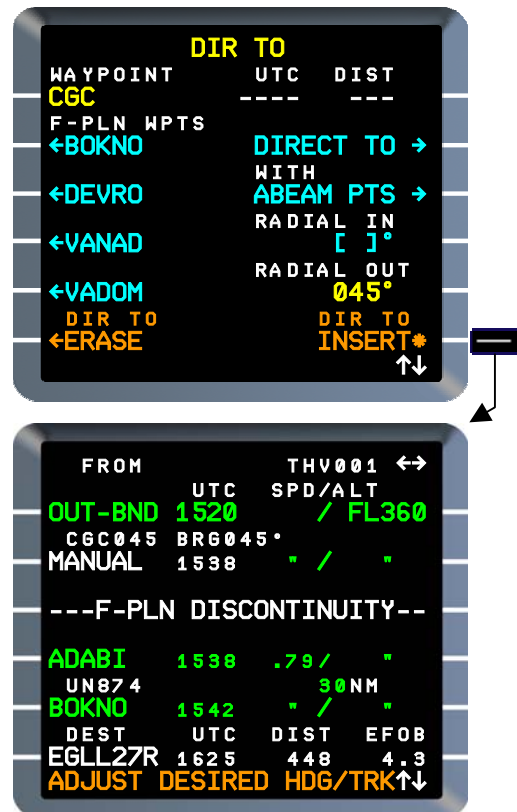 DIR TO
WAYPOINT UTC DIST
CGC ---- ---
F-PLN WPTS
←BOKNO DIRECT TO →
WITH
←DEVRO ABEAM PTS →
RADIAL IN
←VANAD [ ]°
RADIAL OUT
←VADOM 045°
DIR TO DIR TO
←ERASE INSERT*
↑↓
FROM THV001 ←→
UTC SPD/ALT
OUT-BND 1520 / FL360
CGC045 BRG045°
MANUAL 1538 " / "
---F-PLN DISCONTINUITY--
ADABI 1538 .79/ "
UN874 30NM
BOKNO 1542 " / "
DEST UTC DIST EFOB
EGLL27R 1625 448 4.3
ADJUST DESIRED HDG/TRK↑↓